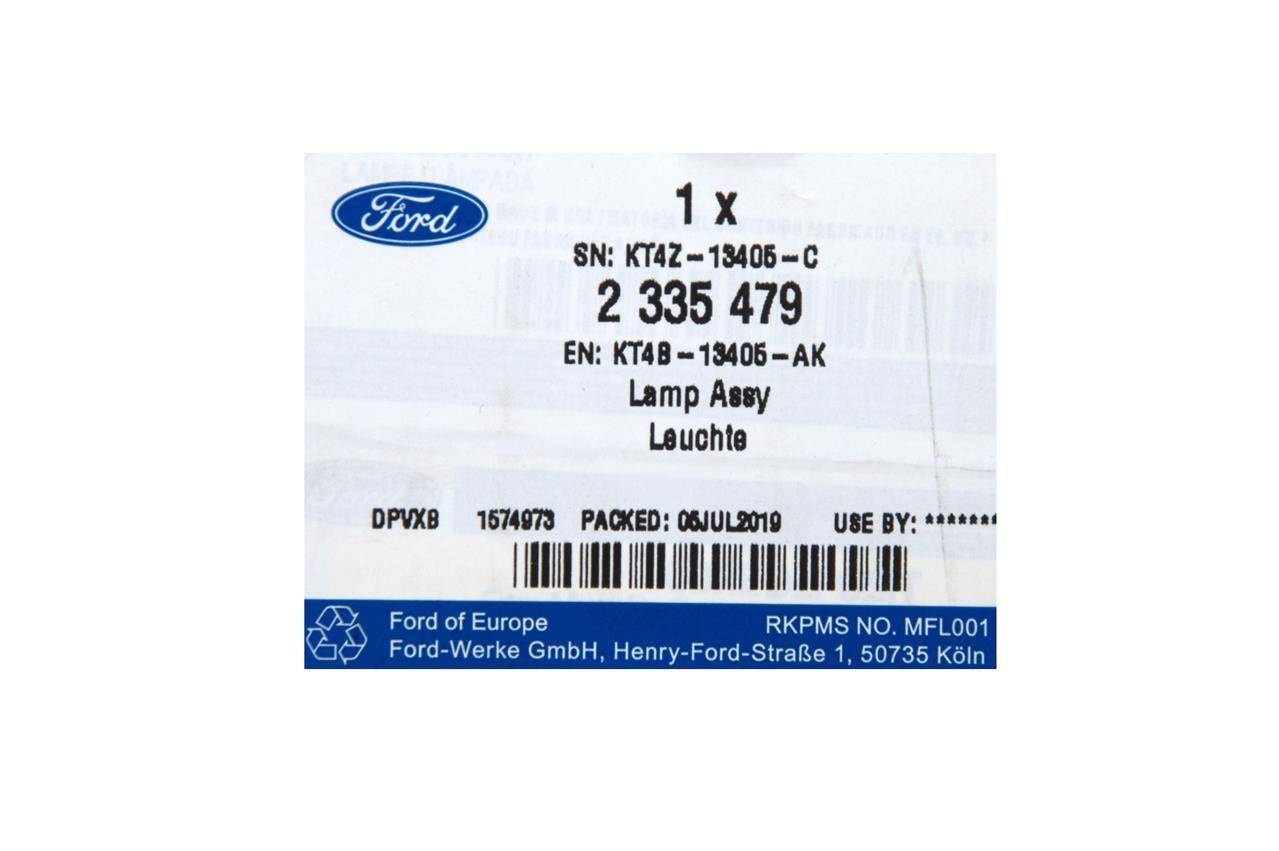 Ford
1 x
SN: KT4Z-13405-C
2 335 479
EN: KT4B-13405-AK
Lamp Assy
Leuchte
DPVXB 1574973 PACKED: 05JUL2019 USE BY: *******
Ford of Europe RKPMS NO. MFL001
Ford-Werke GmbH, Henry-Ford-Straße 1, 50735 Köln